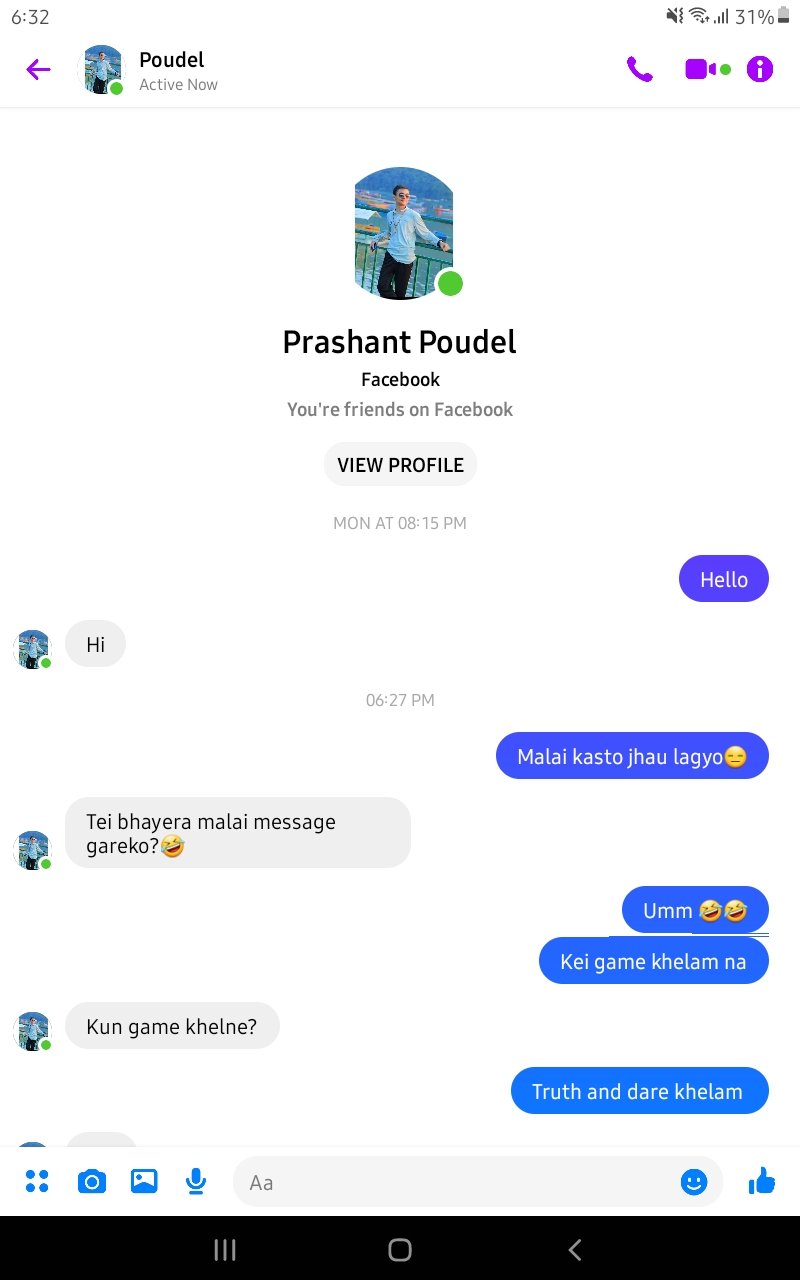 6:32
31%
Poudel
Active Now
Prashant Poudel
Facebook
You're friends on Facebook
VIEW PROFILE
MON AT 08:15 PM
Hello
Hi
06:27 PM
Malai kasto jhau lagyo😑
Tei bhayera malai message
gareko?🤣
Umm 🤣🤣
Kei game khelam na
Kun game khelne?
Truth and dare khelam
Aa